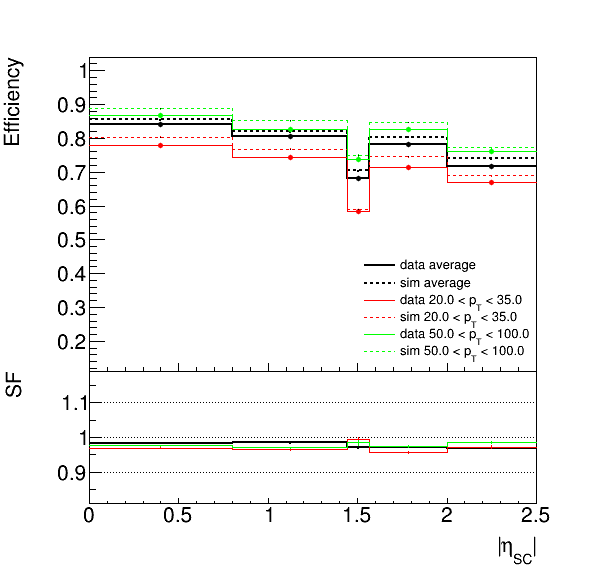 Efficiency
1
0.9
0.8
0.7
0.6
0.5
0.4
0.3
0.2
data average
sim average
data 20.0 < p_T < 35.0
sim 20.0 < p_T < 35.0
data 50.0 < p_T < 100.0
sim 50.0 < p_T < 100.0
SF
1.1
1
0.9
0 0.5 1 1.5 2 2.5
|η_SC|